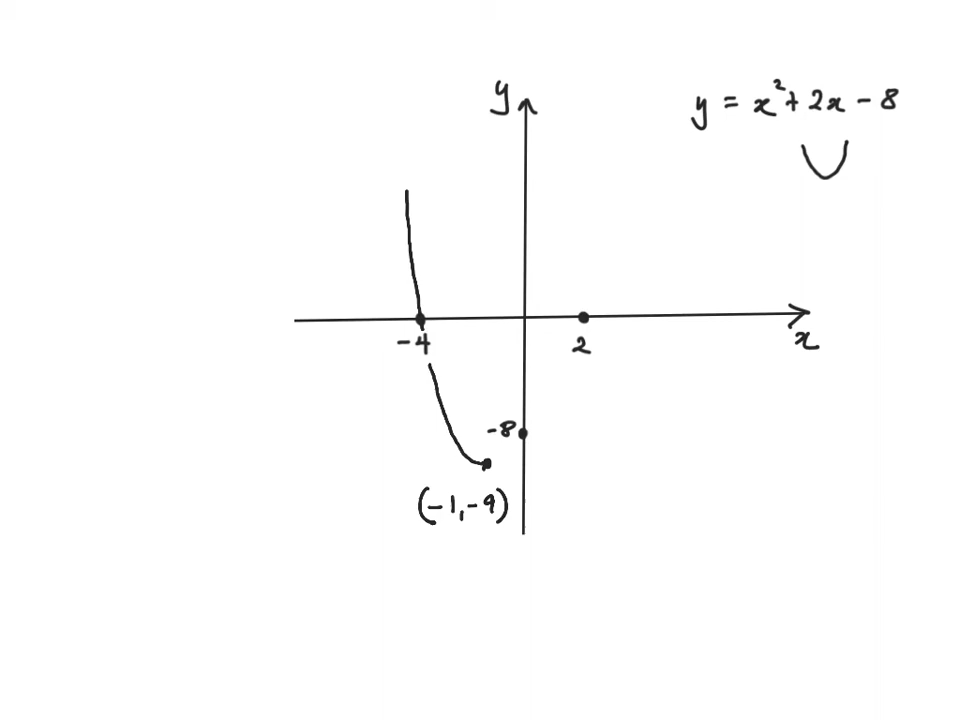 y
y = x² + 2x - 8
-4
2
x
-8
(-1, -9)